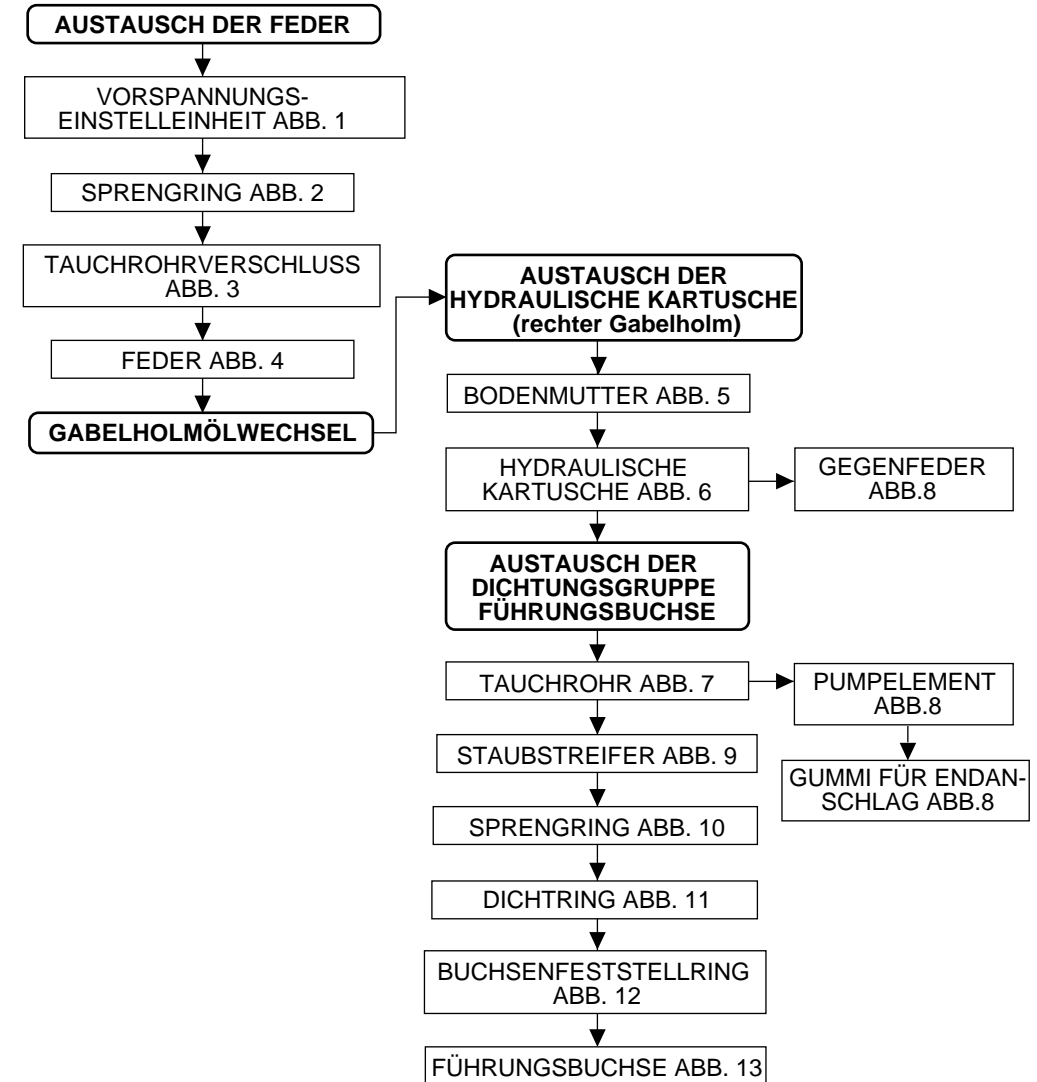 AUSTAUSCH DER FEDER
VORSPANNUNGS-
EINSTELLEINHEIT ABB. 1
SPRENGRING ABB. 2
TAUCHROHRVERSCHLUSS
ABB. 3
FEDER ABB. 4
GABELHOLMÖLWECHSEL
AUSTAUSCH DER
HYDRAULISCHE KARTUSCHE
(rechter Gabelholm)
BODENMUTTER ABB. 5
HYDRAULISCHE
KARTUSCHE ABB. 6
GEGENFEDER
ABB.8
AUSTAUSCH DER
DICHTUNGSGRUPPE
FÜHRUNGSBUCHSE
TAUCHROHR ABB. 7
PUMPELEMENT
ABB.8
GUMMI FÜR ENDAN-
SCHLAG ABB.8
STAUBSTREIFER ABB. 9
SPRENGRING ABB. 10
DICHTRING ABB. 11
BUCHSENFESTSTELLRING
ABB. 12
FÜHRUNGSBUCHSE ABB. 13